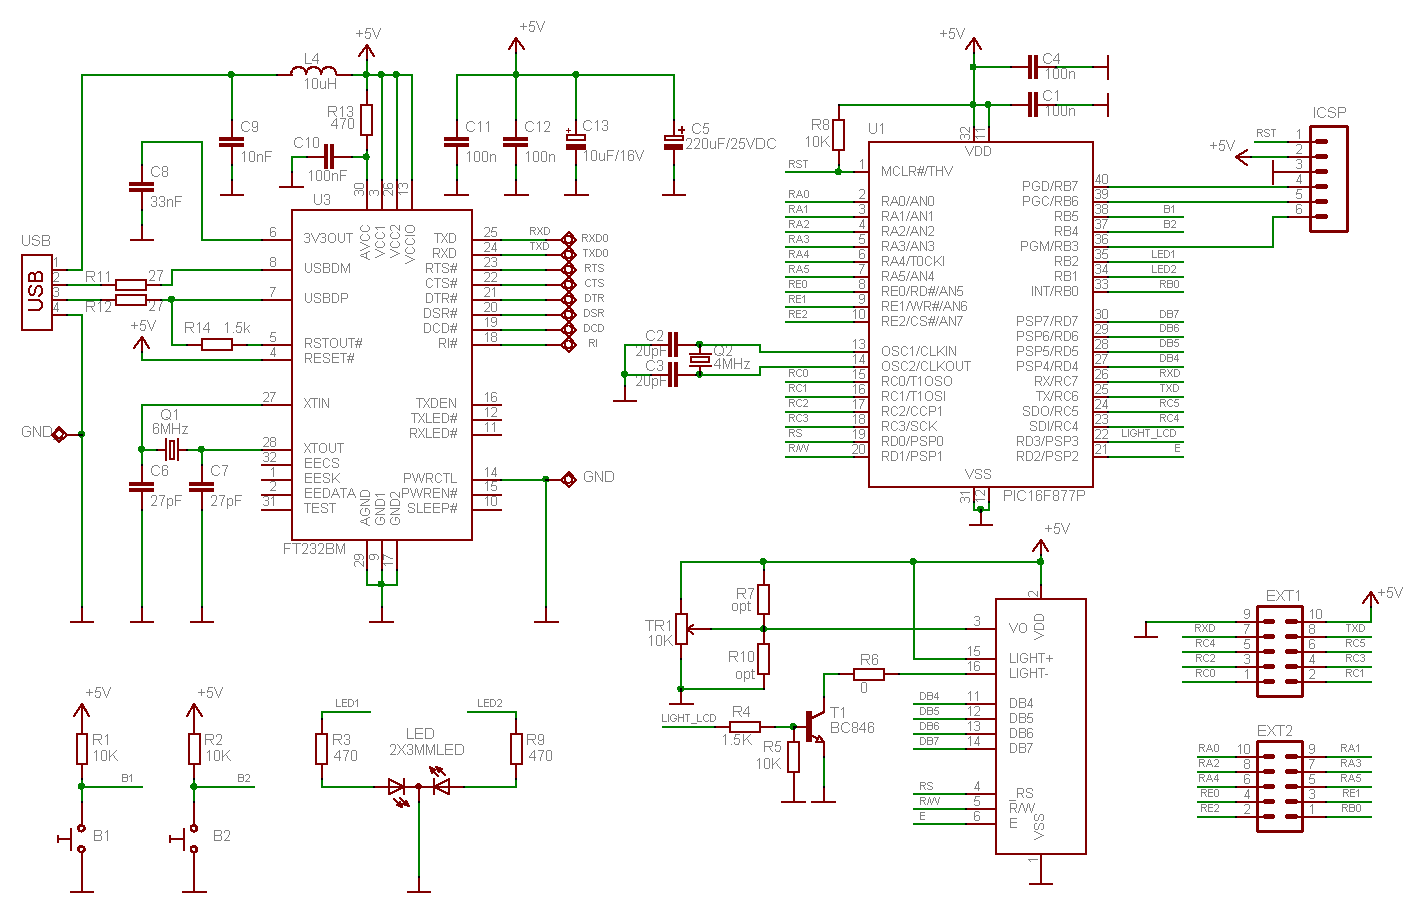 +5V
L4
10uH
R13
470
C9
10nF
C10
100nF
C8
33nF
+5V
C11
100n
C12
100n
C13
10uF/16V
C5
220uF/25VDC
USB
USB
1
2
3
4
R11
27
R12
27
+5V
R14
1.5k
GND
Q1
6MHz
C6
27pF
C7
27pF
U3
30
3
26
13
AVCC
VCC1
VCC2
VCCIO
6 3V3OUT
8 USBDM
7 USBDP
5 RSTOUT#
4 RESET#
27 XTIN
28 XTOUT
32 EECS
1 EESK
2 EEDATA
31 TEST
TXD 25 RXD RXD0
RXD 24 TXD TXD0
RTS# 23 RTS
CTS# 22 CTS
DTR# 21 DTR
DSR# 20 DSR
DCD# 19 DCD
RI# 18 RI
TXDEN 16
TXLED# 12
RXLED# 11
PWRCTL 14 GND
PWREN# 15
SLEEP# 10
AGND
GND1
GND2
29
9
17
FT232BM
+5V
C4
100n
C1
100n
R8
10K
U1
32
11
VDD
RST 1 MCLR#/THV
RA0 2 RA0/AN0
RA1 3 RA1/AN1
RA2 4 RA2/AN2
RA3 5 RA3/AN3
RA4 6 RA4/T0CKI
RA5 7 RA5/AN4
RE0 8 RE0/RD#/AN5
RE1 9 RE1/WR#/AN6
RE2 10 RE2/CS#/AN7
C2
20pF
C3
20pF
Q2
4MHz
13 OSC1/CLKIN
14 OSC2/CLKOUT
RC0 15 RC0/T1OSO
RC1 16 RC1/T1OSI
RC2 17 RC2/CCP1
RC3 18 RC3/SCK
RS 19 RD0/PSP0
R/W 20 RD1/PSP1
PGD/RB7 40
PGC/RB6 39
RB5 38 B1
RB4 37 B2
PGM/RB3 36
RB2 35 LED1
RB1 34 LED2
INT/RB0 33 RB0
PSP7/RD7 30 DB7
PSP6/RD6 29 DB6
PSP5/RD5 28 DB5
PSP4/RD4 27 DB4
RX/RC7 26 RXD
TX/RC6 25 TXD
SDO/RC5 24 RC5
SDI/RC4 23 RC4
RD3/PSP3 22 LIGHT_LCD
RD2/PSP2 21 E
VSS
31
12
PIC16F877P
ICSP
RST
+5V
1
2
3
4
5
6
+5V
R1
10K
B1
B1
+5V
R2
10K
B2
B2
LED1
R3
470
LED
2X3MMLED
LED2
R9
470
+5V
TR1
10K
R7
opt
R10
opt
R6
0
LIGHT_LCD
R4
1.5K
R5
10K
T1
BC846
2
VDD
3 VO
15 LIGHT+
16 LIGHT-
DB4 11 DB4
DB5 12 DB5
DB6 13 DB6
DB7 14 DB7
RS 4 RS
R/W 5 R/W
E 6 E
VSS
1
EXT1
+5V
9 10
RXD 7 8 TXD
RC4 5 6 RC5
RC2 3 4 RC3
RC0 1 2 RC1
EXT2
RA0 10 9 RA1
RA2 8 7 RA3
RA4 6 5 RA5
RE0 4 3 RE1
RE2 2 1 RB0